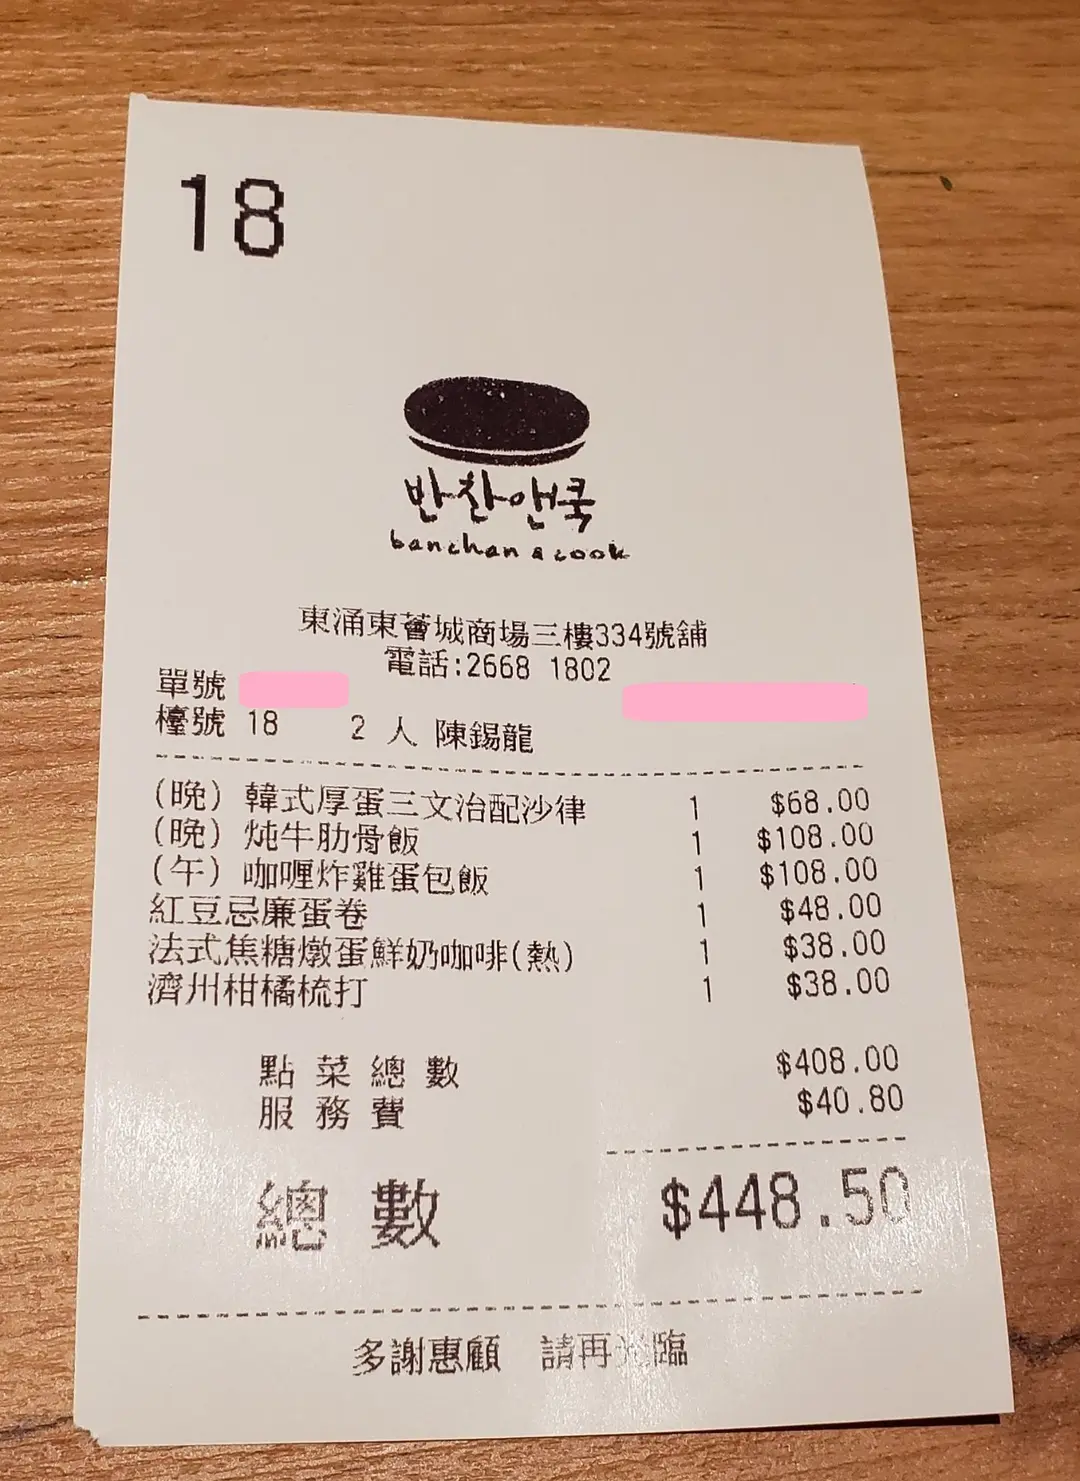 18
반찬앤쿡
banchan & cook
東涌東薈城商場三樓334號舖
電話:2668 1802
單號
檯號 18 2 人 陳錫龍
(晚) 韓式厚蛋三文治配沙律 1 $68.00
(晚) 炖牛肋骨飯 1 $108.00
(午) 咖喱炸雞蛋包飯 1 $108.00
紅豆忌廉蛋卷 1 $48.00
法式焦糖燉蛋鮮奶咖啡(熱) 1 $38.00
濟州柑橘梳打 1 $38.00
點菜總數 $408.00
服務費 $40.80
總數 $448.50
多謝惠顧 請再光臨